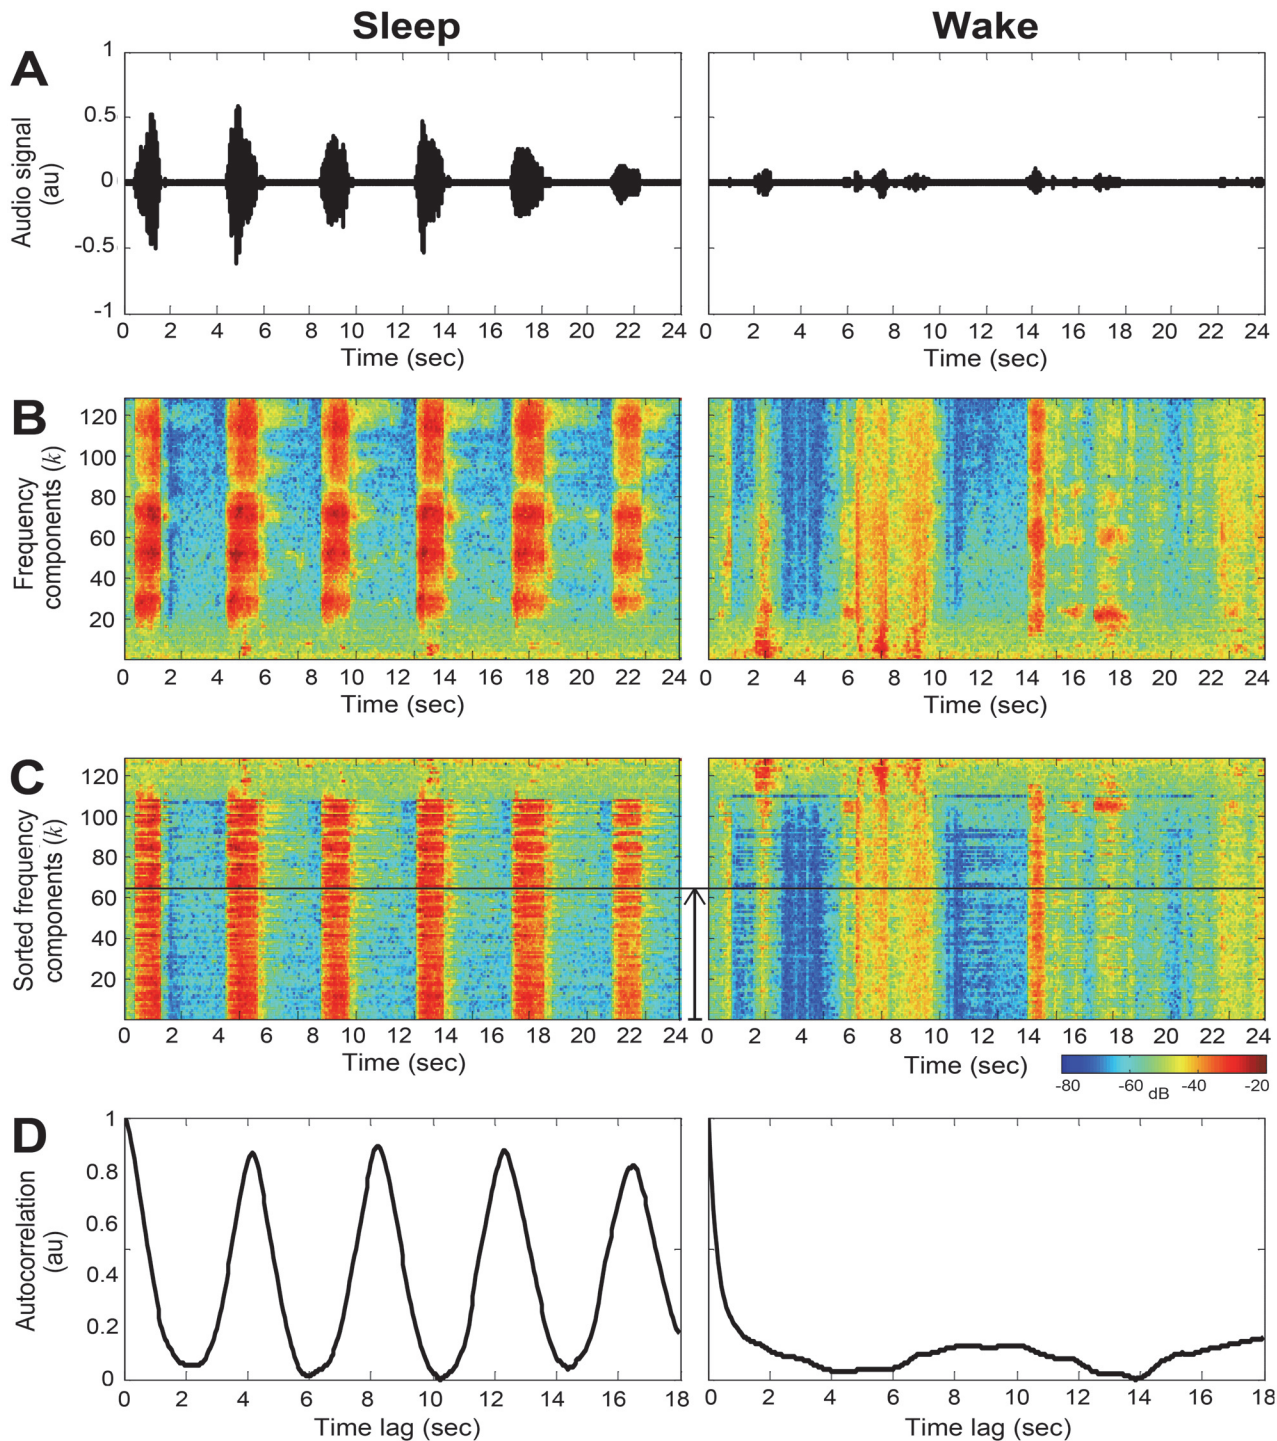 Sleep Wake
A
Audio signal
(au)
1
0.5
0
-0.5
-1
0 2 4 6 8 10 12 14 16 18 20 22 24
Time (sec)
0 2 4 6 8 10 12 14 16 18 20 22 24
Time (sec)
B
Frequency
components (k)
120
100
80
60
40
20
0 2 4 6 8 10 12 14 16 18 20 22 24
Time (sec)
0 2 4 6 8 10 12 14 16 18 20 22 24
Time (sec)
C
Sorted frequency
components (k)
120
100
80
60
40
20
0 2 4 6 8 10 12 14 16 18 20 22 24
Time (sec)
0 2 4 6 8 10 12 14 16 18 20 22 24
Time (sec)
-80 -60 dB -40 -20
D
Autocorrelation
(au)
1
0.8
0.6
0.4
0.2
0
0 2 4 6 8 10 12 14 16 18
Time lag (sec)
0 2 4 6 8 10 12 14 16 18
Time lag (sec)